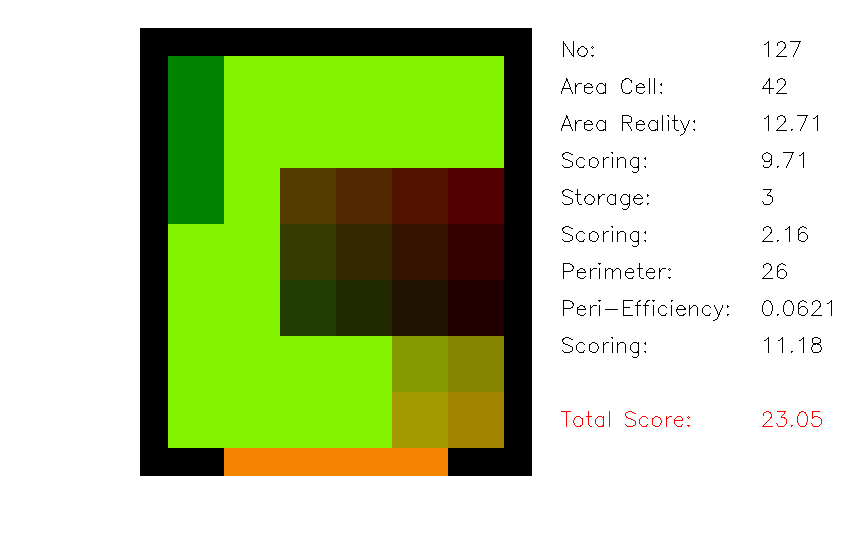 No: 127
Area Cell: 42
Area Reality: 12.71
Scoring: 9.71
Storage: 3
Scoring: 2.16
Perimeter: 26
Peri-Efficiency: 0.0621
Scoring: 11.18
Total Score: 23.05